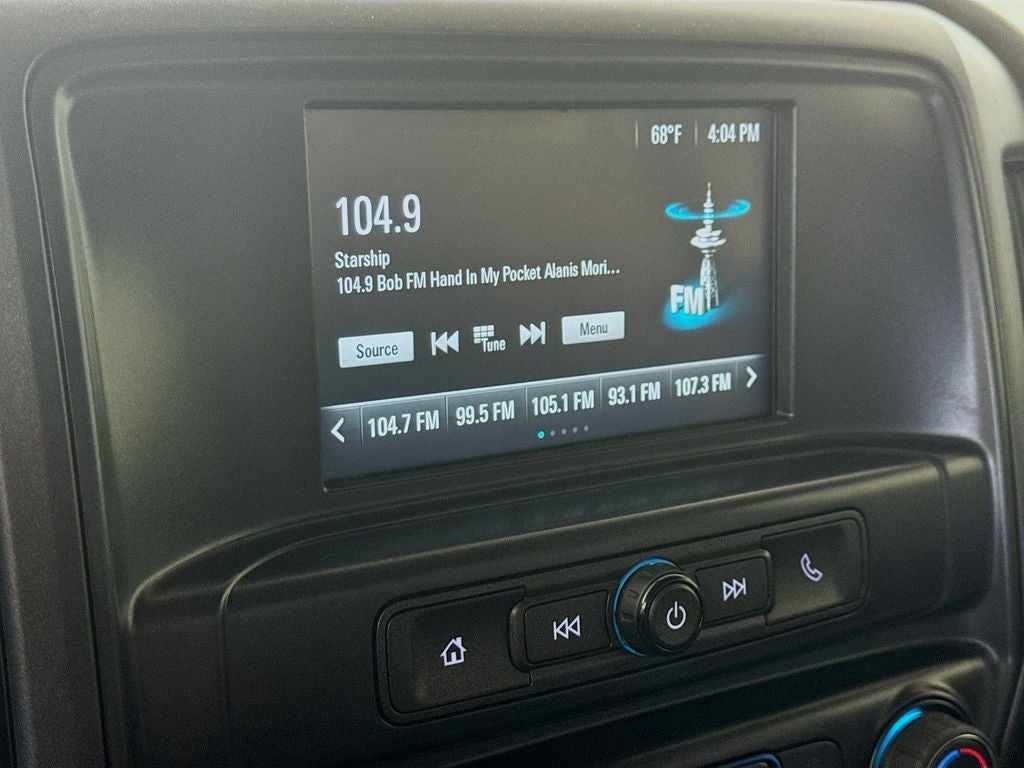 68°F 4:04 PM
104.9
Starship
104.9 Bob FM Hand In My Pocket Alanis Mori...
FM
Source Tune Menu
104.7 FM 99.5 FM 105.1 FM 93.1 FM 107.3 FM